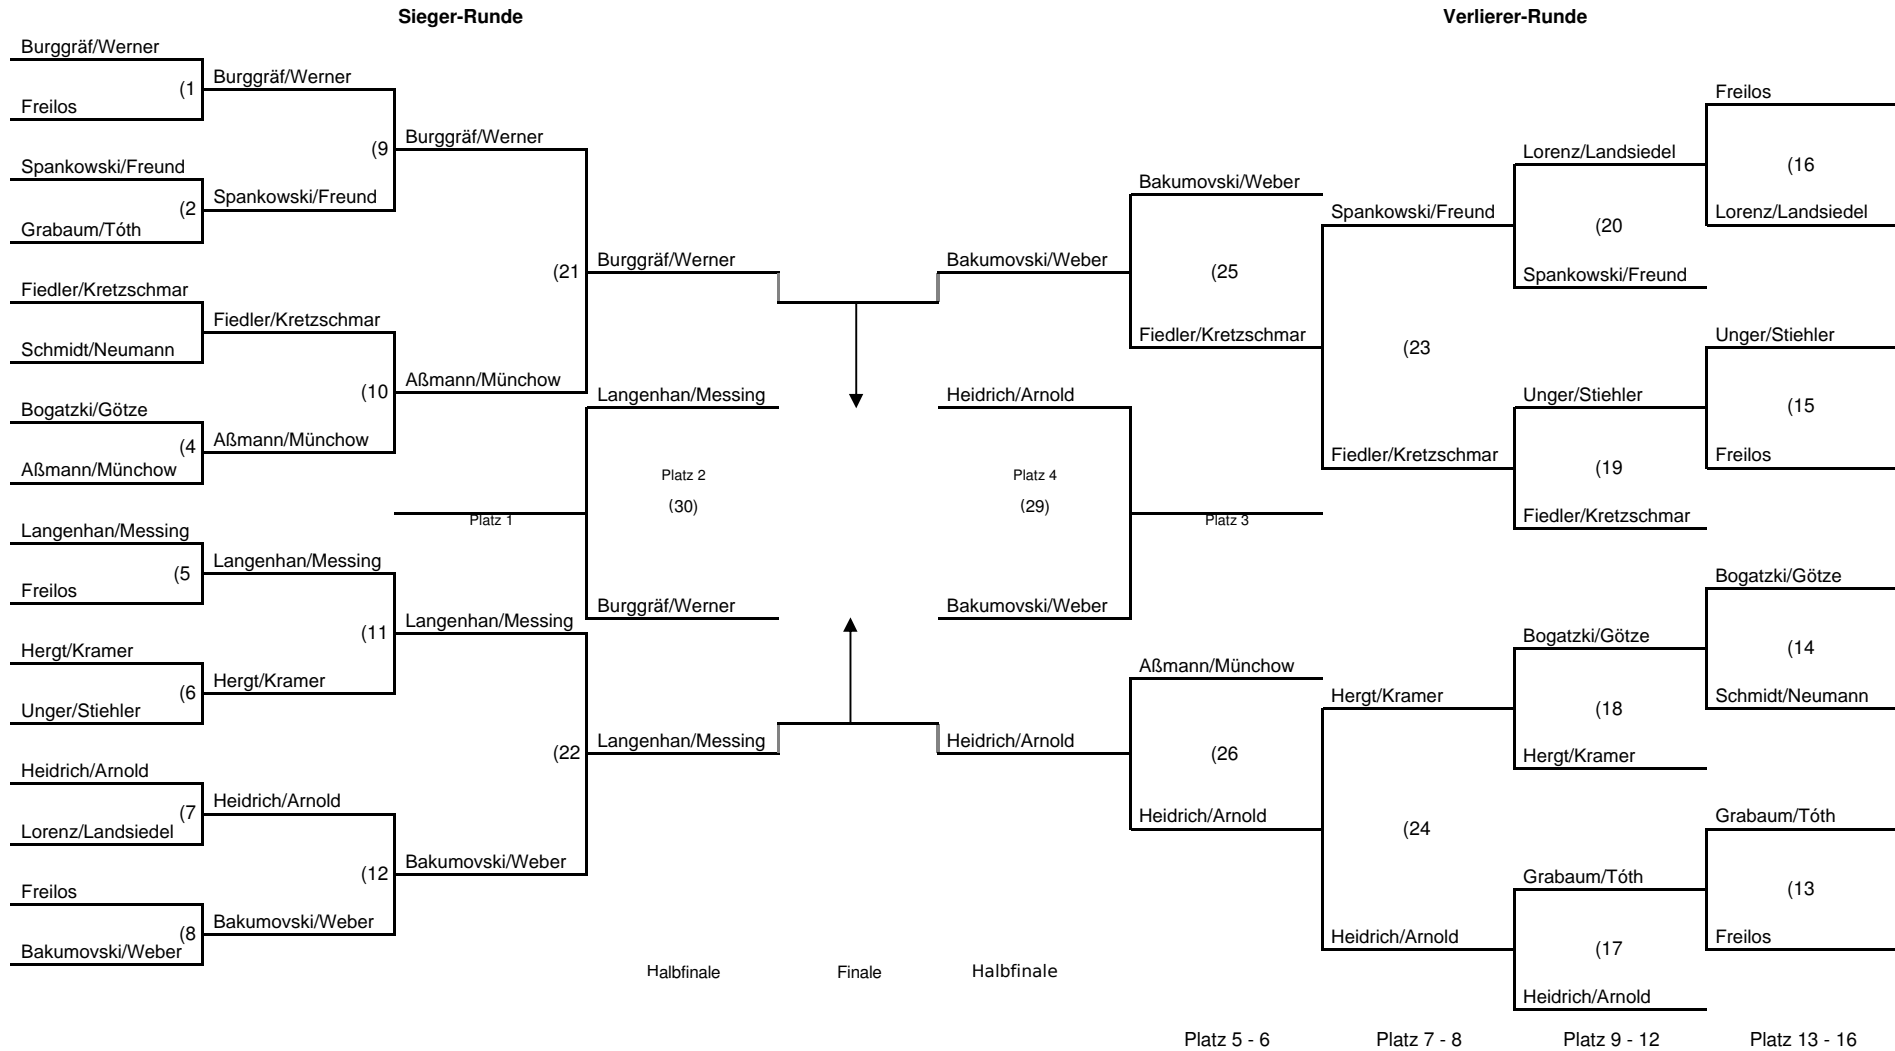 Sieger-Runde
Verlierer-Runde
Burggräf/Werner
(1
Freilos
Spankowski/Freund
(2
Grabaum/Tóth
Fiedler/Kretzschmar
Schmidt/Neumann
Bogatzki/Götze
(4
Aßmann/Münchow
Langenhan/Messing
(5
Freilos
Hergt/Kramer
(6
Unger/Stiehler
Heidrich/Arnold
(7
Lorenz/Landsiedel
Freilos
(8
Bakumovski/Weber
Burggräf/Werner
(9
Spankowski/Freund
Fiedler/Kretzschmar
(10
Aßmann/Münchow
Langenhan/Messing
(11
Hergt/Kramer
Heidrich/Arnold
(12
Bakumovski/Weber
Burggräf/Werner
(21
Aßmann/Münchow
Platz 1
Langenhan/Messing
(22
Bakumovski/Weber
Burggräf/Werner
Langenhan/Messing
Platz 2
(30)
Burggräf/Werner
Langenhan/Messing
Halbfinale
Finale
Halbfinale
Bakumovski/Weber
Heidrich/Arnold
Platz 4
(29)
Bakumovski/Weber
Heidrich/Arnold
Bakumovski/Weber
(25
Fiedler/Kretzschmar
Platz 3
Aßmann/Münchow
(26
Heidrich/Arnold
Platz 5 - 6
Spankowski/Freund
(23
Fiedler/Kretzschmar
Hergt/Kramer
(24
Heidrich/Arnold
Platz 7 - 8
Lorenz/Landsiedel
(20
Spankowski/Freund
Unger/Stiehler
(19
Fiedler/Kretzschmar
Bogatzki/Götze
(18
Hergt/Kramer
Grabaum/Tóth
(17
Heidrich/Arnold
Platz 9 - 12
Freilos
(16
Lorenz/Landsiedel
Unger/Stiehler
(15
Freilos
Bogatzki/Götze
(14
Schmidt/Neumann
Grabaum/Tóth
(13
Freilos
Platz 13 - 16